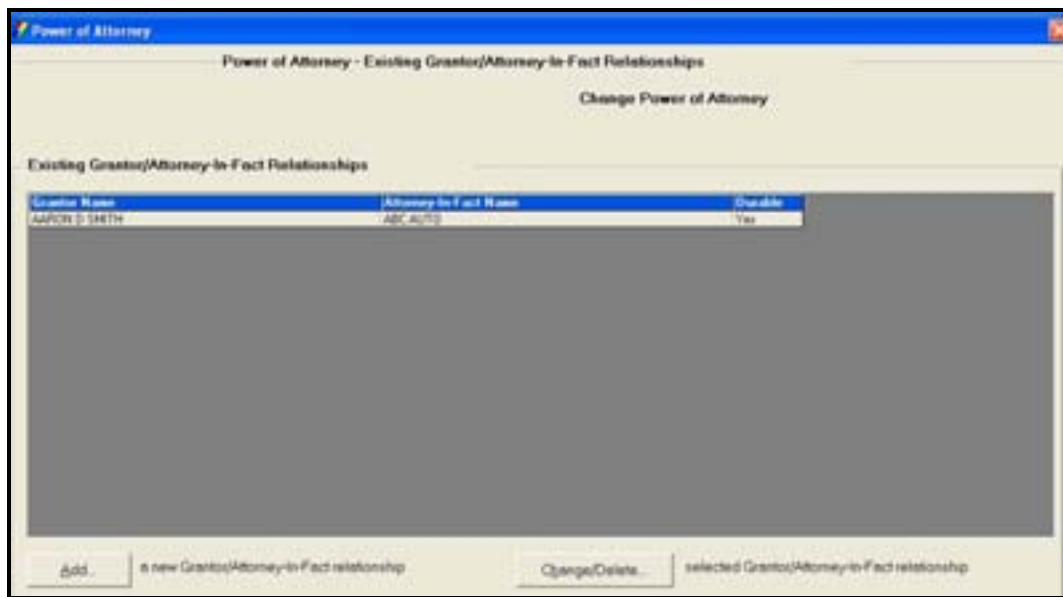 Power of Attorney
Power of Attorney - Existing Grantor/Attorney-In-Fact Relationships
Change Power of Attorney
Existing Grantor/Attorney-In-Fact Relationships
Grantor Name Attorney-In-Fact Name Durable
AARON D SMITH ABC AUTO Yes
Add... a new Grantor/Attorney-In-Fact relationship Change/Delete... selected Grantor/Attorney-In-Fact relationship